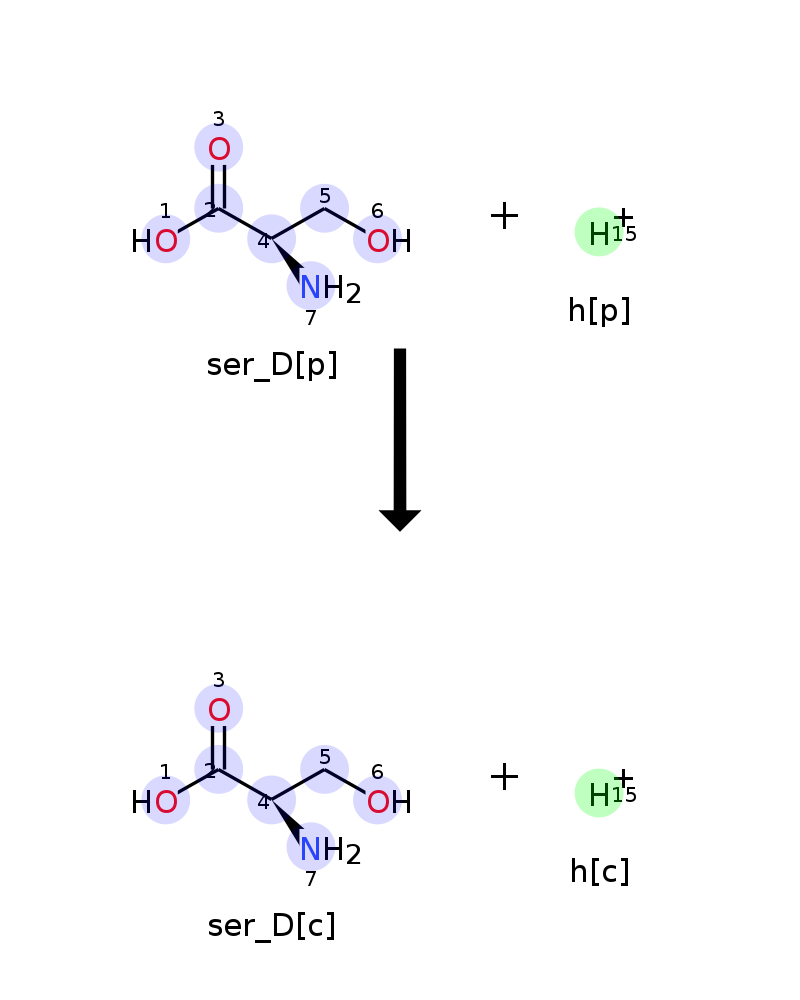 3
O
1 2 5 6
HO 4 OH + H+ 15
NH2
7
h[p]
ser_D[p]
3
O
1 2 5 6
HO 4 OH + H+ 15
NH2
7
h[c]
ser_D[c]